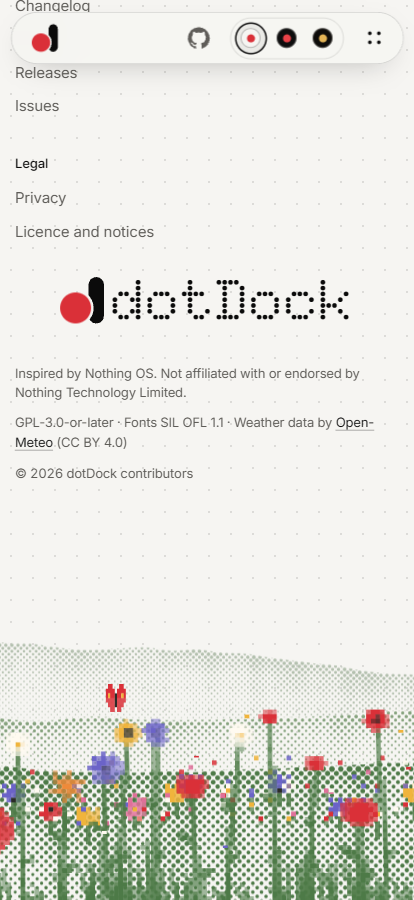 Changelog
Releases
Issues
Legal
Privacy
Licence and notices
dotDock
Inspired by Nothing OS. Not affiliated with or endorsed by
Nothing Technology Limited.
GPL-3.0-or-later · Fonts SIL OFL 1.1 · Weather data by Open-
Meteo (CC BY 4.0)
© 2026 dotDock contributors